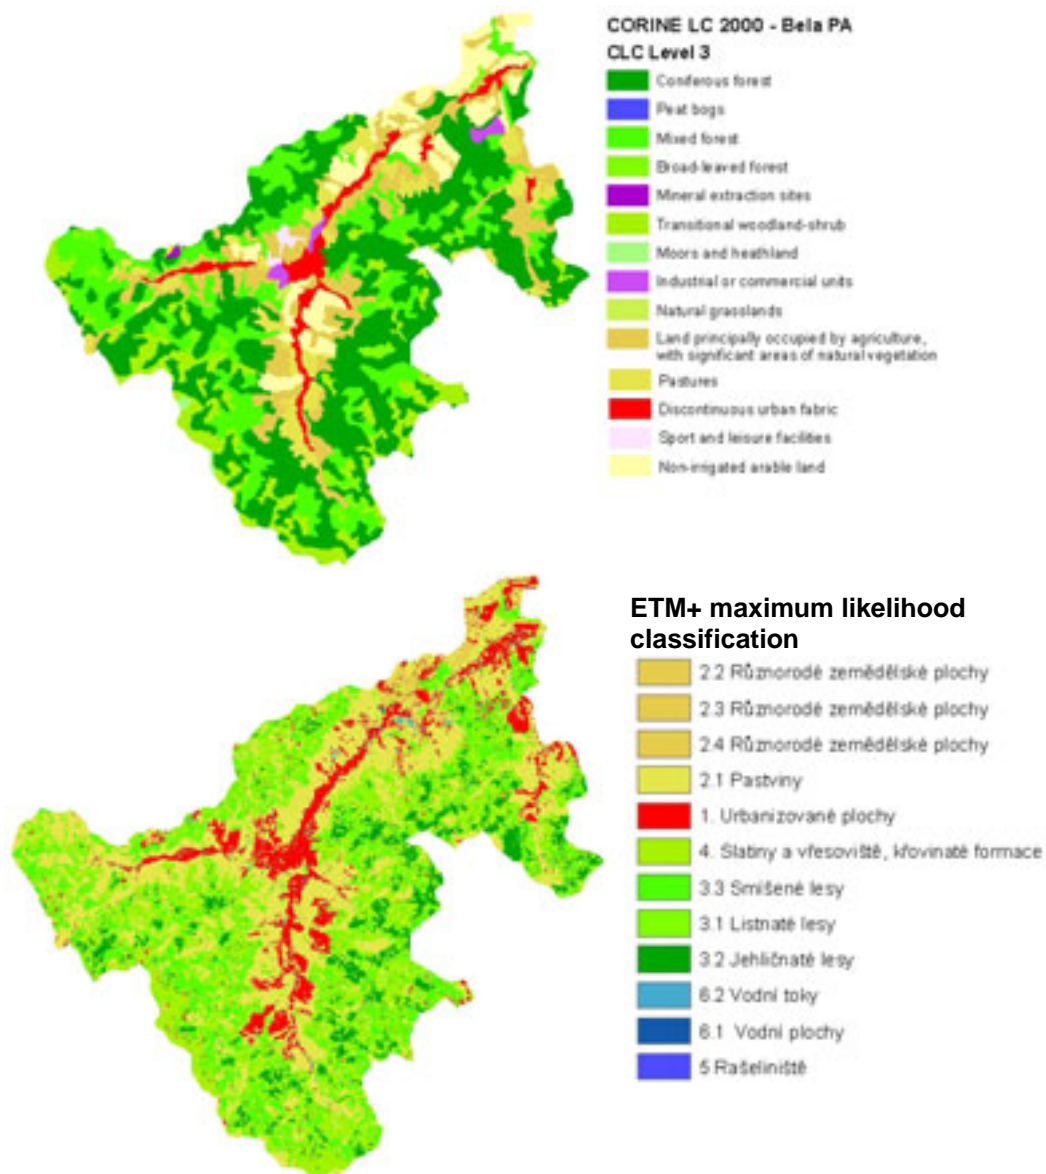 CORINE LC 2000 - Bela PA
CLC Level 3
Coniferous forest
Peat bogs
Mixed forest
Broad-leaved forest
Mineral extraction sites
Transitional woodland-shrub
Moors and heathland
Industrial or commercial units
Natural grasslands
Land principally occupied by agriculture,
with significant areas of natural vegetation
Pastures
Discontinuous urban fabric
Sport and leisure facilities
Non-irrigated arable land
ETM+ maximum likelihood
classification
2.2 Různorodé zemědělské plochy
2.3 Různorodé zemědělské plochy
2.4 Různorodé zemědělské plochy
2.1 Pastviny
1. Urbanizované plochy
4. Slatiny a vřesoviště, křovinaté formace
3.3 Smíšené lesy
3.1 Listnaté lesy
3.2 Jehličnaté lesy
6.2 Vodní toky
6.1 Vodní plochy
5 Rašeliniště